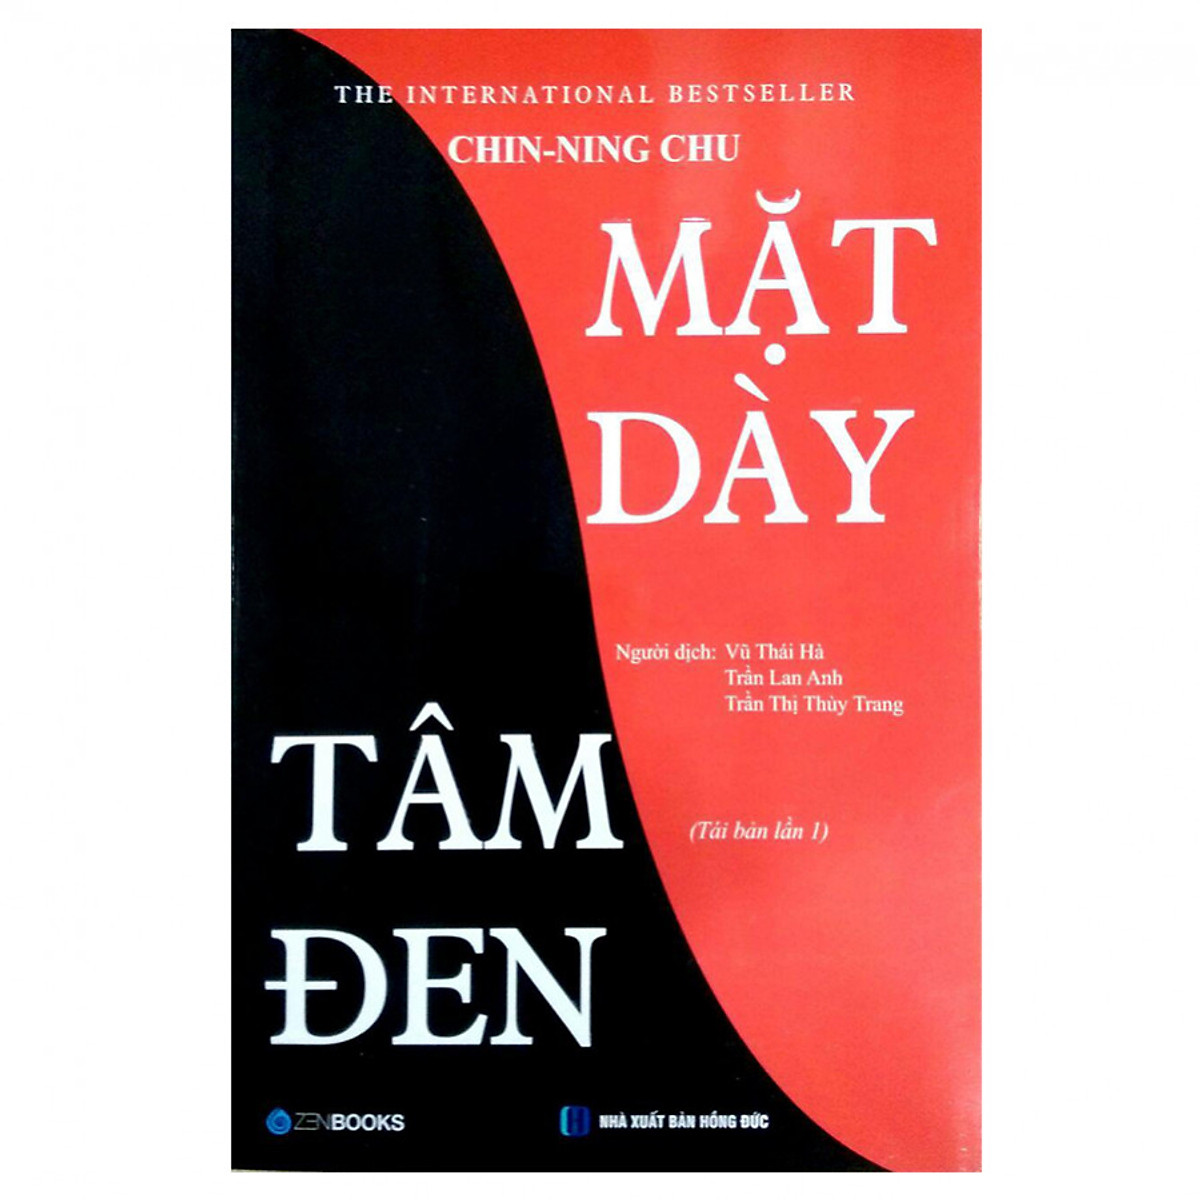 THE INTERNATIONAL BESTSELLER
CHIN-NING CHU
MẶT
DÀY
Người dịch: Vũ Thái Hà
Trần Lan Anh
Trần Thị Thùy Trang
TÂM
(Tái bản lần 1)
ĐEN
ZENBOOKS
NHÀ XUẤT BẢN HỒNG ĐỨC